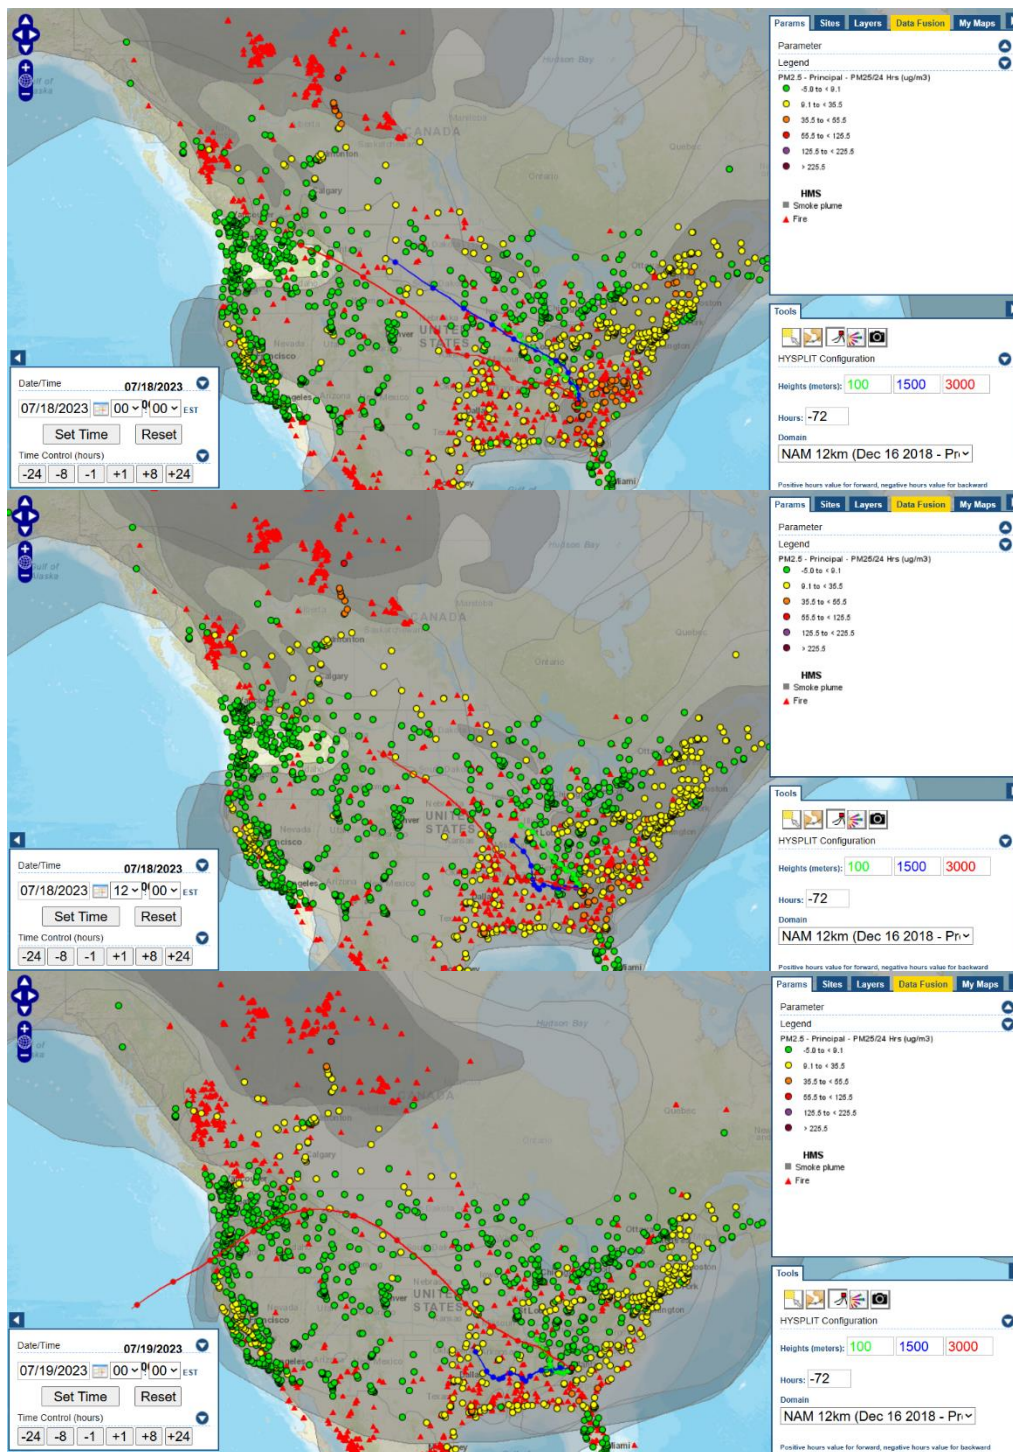 Params Sites Layers Data Fusion My Maps
Parameter
Legend
PM2.5 - Principal - PM25/24 Hrs (ug/m3)
-5.0 to < 9.1
9.1 to < 35.5
35.5 to < 55.5
55.5 to < 125.5
125.5 to < 225.5
> 225.5
HMS
Smoke plume
Fire
Hudson Bay
CANADA
Calgary
Ontario
Quebec
UNITED
STATES
Nevada
Miami
Tools
HYSPLIT Configuration
Heights (meters): 100 1500 3000
Hours: -72
Domain
NAM 12km (Dec 16 2018 - Pr
Positive hours value for forward, negative hours value for backward
Date/Time 07/18/2023
07/18/2023 00 00 EST
Set Time Reset
Time Control (hours)
-24 -8 -1 +1 +8 +24
Params Sites Layers Data Fusion My Maps
Parameter
Legend
PM2.5 - Principal - PM25/24 Hrs (ug/m3)
-5.0 to < 9.1
9.1 to < 35.5
35.5 to < 55.5
55.5 to < 125.5
125.5 to < 225.5
> 225.5
HMS
Smoke plume
Fire
Hudson Bay
CANADA
Calgary
Ontario
Quebec
UNITED
STATES
Nevada
Miami
Tools
HYSPLIT Configuration
Heights (meters): 100 1500 3000
Hours: -72
Domain
NAM 12km (Dec 16 2018 - Pr
Positive hours value for forward, negative hours value for backward
Date/Time 07/18/2023
07/18/2023 12 00 EST
Set Time Reset
Time Control (hours)
-24 -8 -1 +1 +8 +24
Params Sites Layers Data Fusion My Maps
Parameter
Legend
PM2.5 - Principal - PM25/24 Hrs (ug/m3)
-5.0 to < 9.1
9.1 to < 35.5
35.5 to < 55.5
55.5 to < 125.5
125.5 to < 225.5
> 225.5
HMS
Smoke plume
Fire
Hudson Bay
Calgary
Quebec
UNITED
STATES
Nevada
Miami
Tools
HYSPLIT Configuration
Heights (meters): 100 1500 3000
Hours: -72
Domain
NAM 12km (Dec 16 2018 - Pr
Positive hours value for forward, negative hours value for backward
Date/Time 07/19/2023
07/19/2023 00 00 EST
Set Time Reset
Time Control (hours)
-24 -8 -1 +1 +8 +24